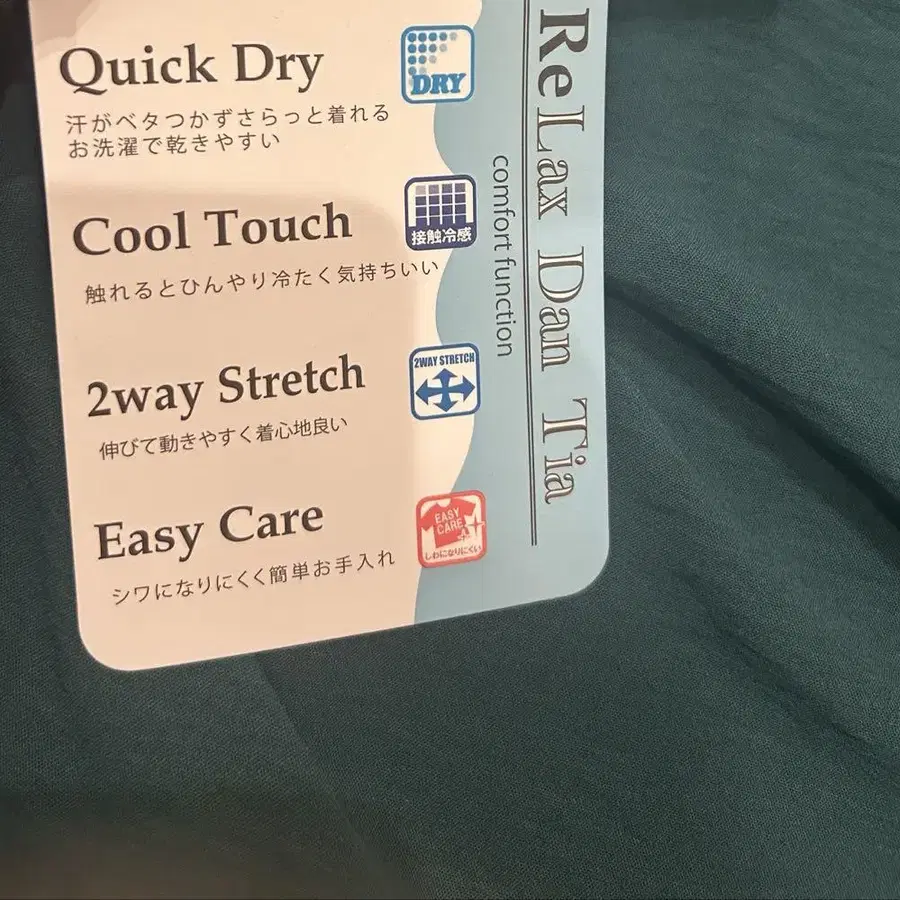 Quick Dry
DRY
汗がベタつかずさらっと着れる
お洗濯で乾きやすい
Cool Touch
接触冷感
触れるとひんやり冷たく気持ちいい
2way Stretch
2WAY STRETCH
伸びて動きやすく着心地良い
Easy Care
EASY
CARE
しわになりにくい
シワになりにくく簡単お手入れ
comfort function
ReLax Dan Tia